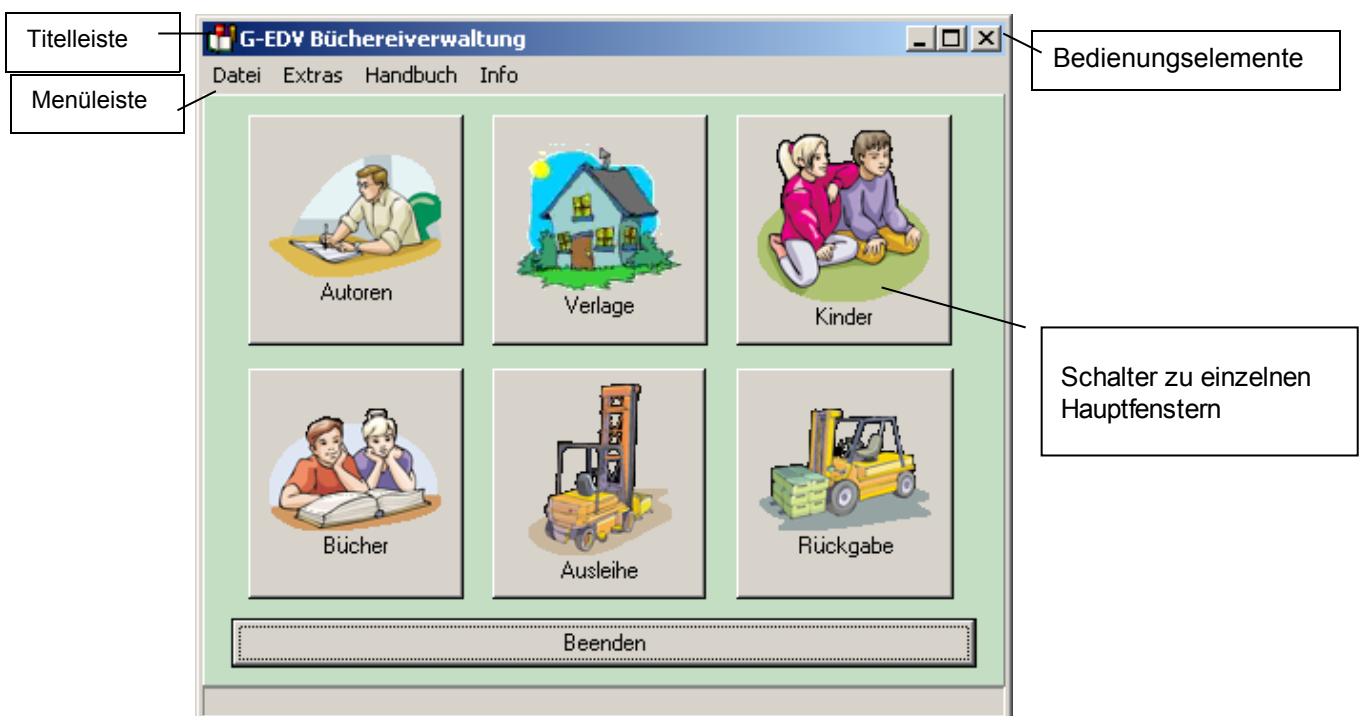 Titelleiste
G-EDV Büchereiverwaltung
Bedienungselemente
Menüleiste
Datei Extras Handbuch Info
Autoren
Verlage
Kinder
Schalter zu einzelnen
Hauptfenstern
Bücher
Ausleihe
Rückgabe
Beenden